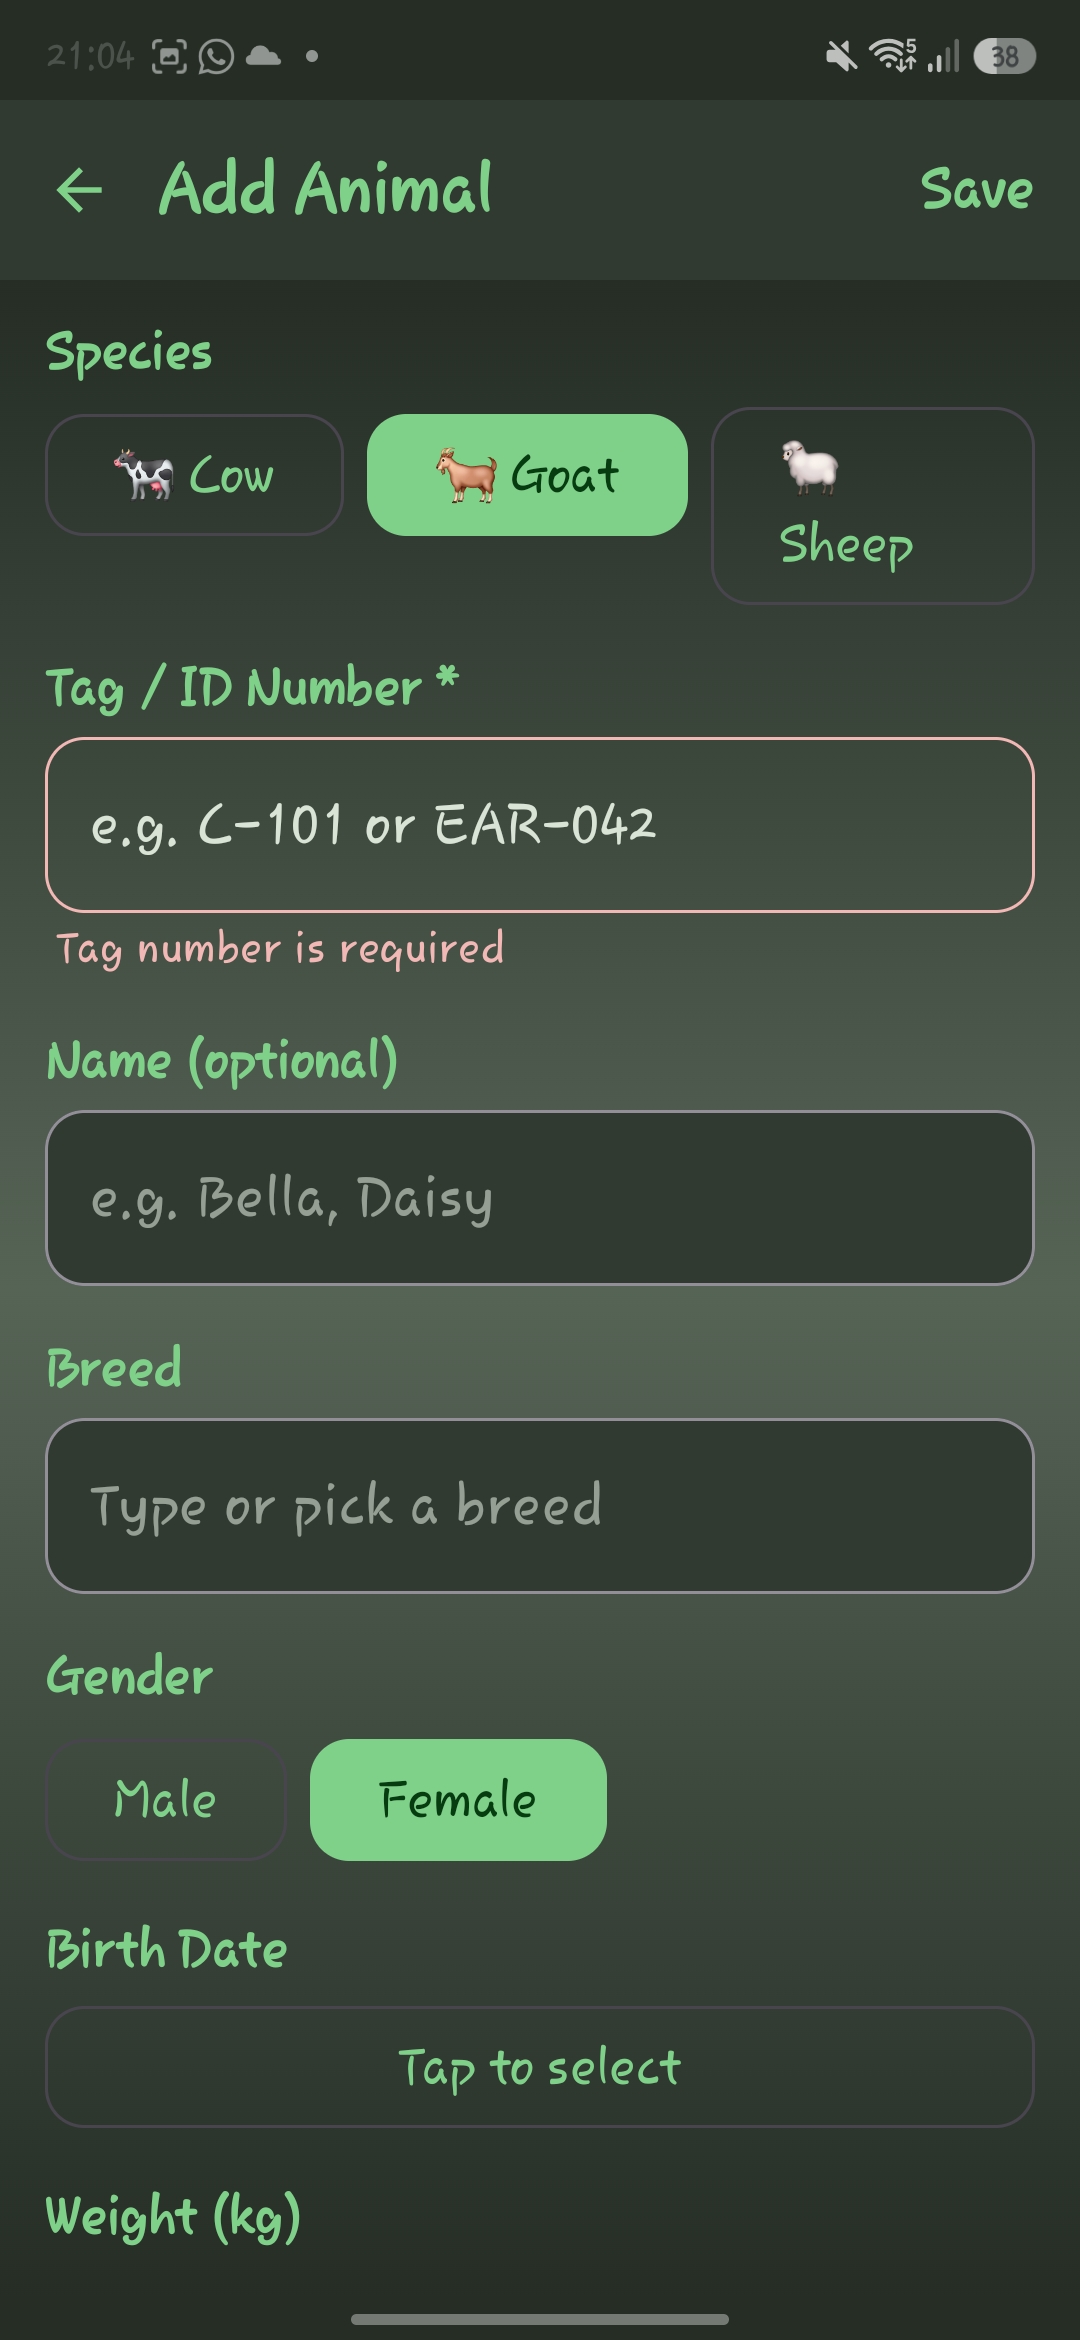 21:04
5
38
Add Animal
Save
Species
Cow
Goat
Sheep
Tag / ID Number *
e.g. C-101 or EAR-042
Tag number is required
Name (optional)
e.g. Bella, Daisy
Breed
Type or pick a breed
Gender
Male
Female
Birth Date
Tap to select
Weight (kg)